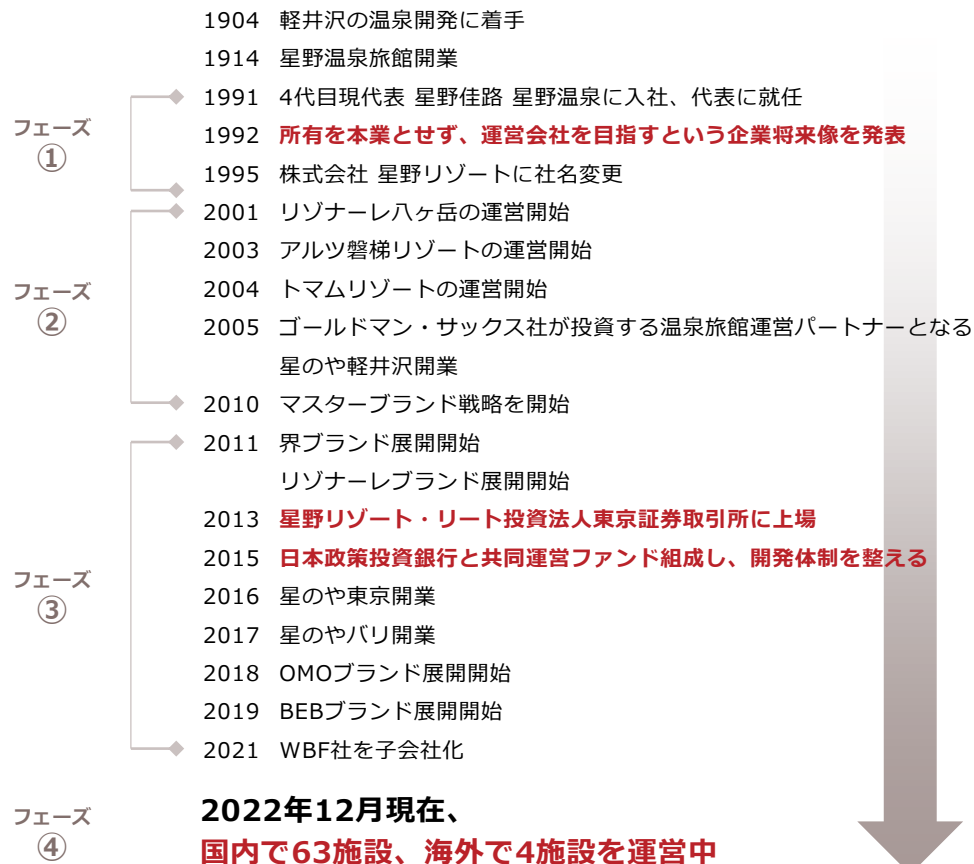 1904 軽井沢の温泉開発に着手
1914 星野温泉旅館開業
フェーズ
①
1991 4代目現代表 星野佳路 星野温泉に入社、代表に就任
1992 所有を本業とせず、運営会社を目指すという企業将来像を発表
1995 株式会社 星野リゾートに社名変更
フェーズ
②
2001 リゾナーレ八ヶ岳の運営開始
2003 アルツ磐梯リゾートの運営開始
2004 トマムリゾートの運営開始
2005 ゴールドマン・サックス社が投資する温泉旅館運営パートナーとなる
星のや軽井沢開業
2010 マスターブランド戦略を開始
フェーズ
③
2011 界ブランド展開開始
リゾナーレブランド展開開始
2013 星野リゾート・リート投資法人東京証券取引所に上場
2015 日本政策投資銀行と共同運営ファンド組成し、開発体制を整える
2016 星のや東京開業
2017 星のやバリ開業
2018 OMOブランド展開開始
2019 BEBブランド展開開始
2021 WBF社を子会社化
フェーズ
④
2022年12月現在、
国内で63施設、海外で4施設を運営中